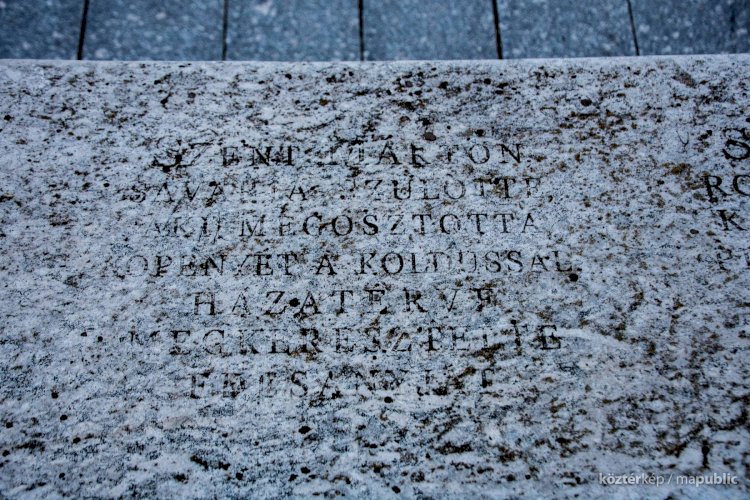 SZENT MÁRTON
SAVARIA SZÜLÖTTE,
AKI MEGOSZTOTTA
KÖPENYÉT A KOLDUSSAL
HAZATÉRVE
MEGKERESZTELTE
ÉDESANYJÁT
köztérkép / mapublic